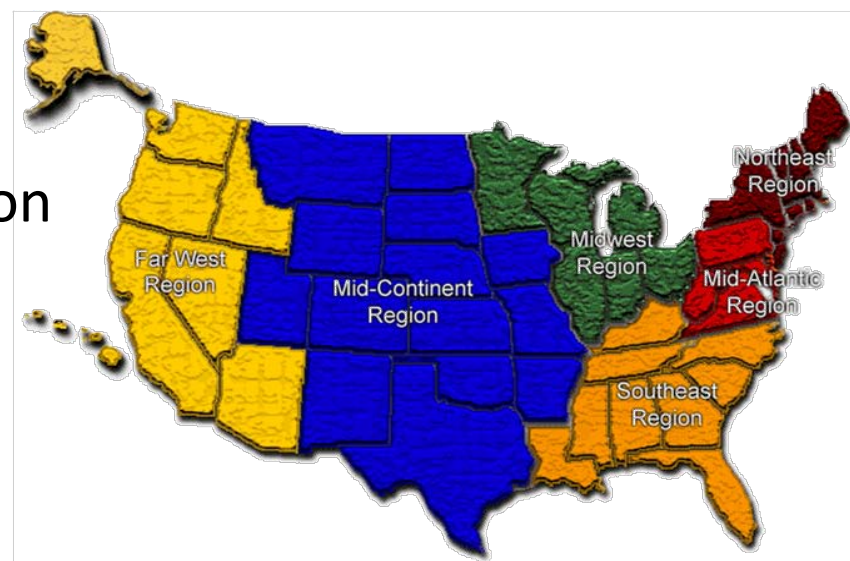 on
Northeast
Region
Far West
Region
Midwest
Region
Mid-Continent
Region
Mid-Atlantic
Region
Southeast
Region